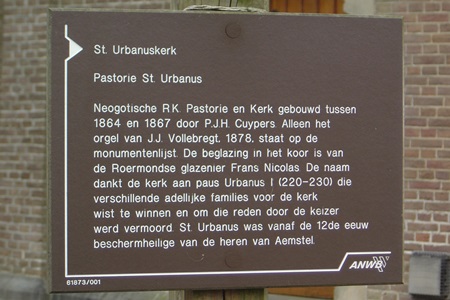 St. Urbanuskerk
Pastorie St. Urbanus
Neogotische R.K. Pastorie en Kerk gebouwd tussen
1864 en 1867 door P.J.H. Cuypers. Alleen het
orgel van J.J. Vollebregt, 1878, staat op de
monumentenlijst. De beglazing in het koor is van
de Roermondse glazenier Frans Nicolas. De naam
dankt de kerk aan paus Urbanus I (220-230) die
verschillende adellijke families voor de kerk
wist te winnen en om die reden door de keizer
werd vermoord. St. Urbanus was vanaf de 12de eeuw
beschermheilige van de heren van Aemstel.
ANWB
61873/001